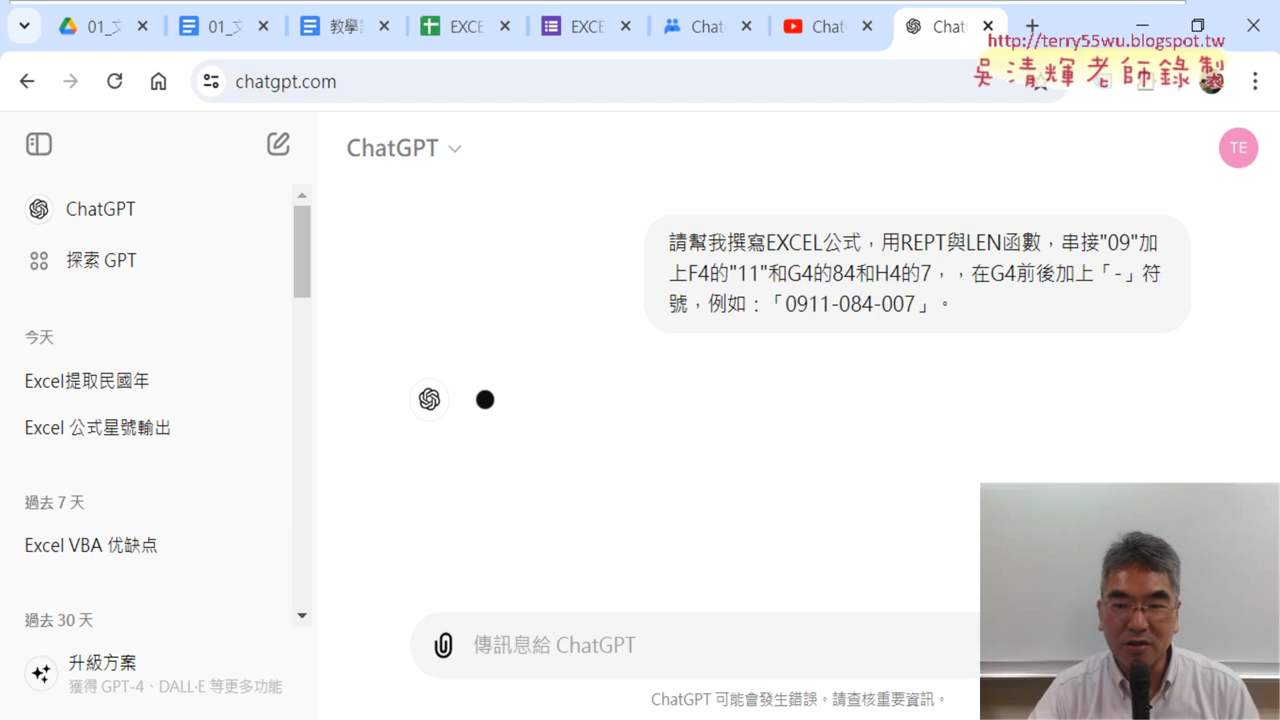 01_文
01_文
教學
EXCE
EXCE
Chat
Chat
Chat
http://terry55wu.blogspot.tw
吳清輝老師錄製
chatgpt.com
ChatGPT
TE
ChatGPT
探索 GPT
今天
Excel提取民國年
Excel 公式星號輸出
過去 7 天
Excel VBA 优缺点
過去 30 天
升級方案
獲得 GPT-4、DALL·E 等更多功能
請幫我撰寫EXCEL公式，用REPT與LEN函數，串接"09"加
上F4的"11"和G4的84和H4的7，，在G4前後加上「-」符
號，例如：「0911-084-007」。
傳訊息給 ChatGPT
ChatGPT 可能會發生錯誤。請查核重要資訊。